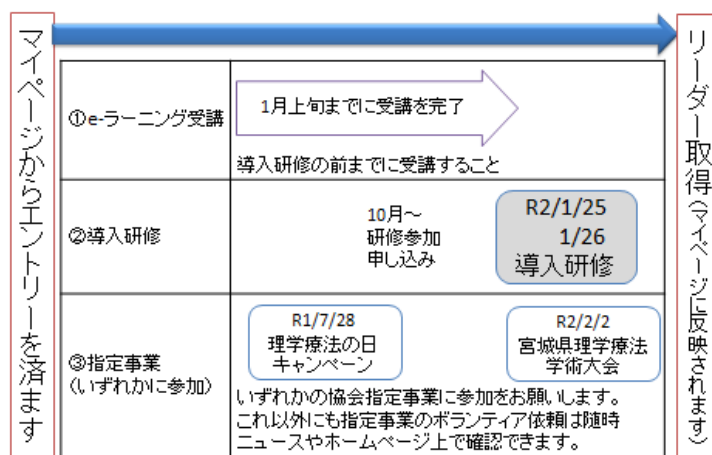 マイページからエントリーを済ます
①e-ラーニング受講
1月上旬までに受講を完了
導入研修の前までに受講すること
②導入研修
10月～
研修参加
申し込み
R2/1/25
1/26
導入研修
③指定事業
(いずれかに参加)
R1/7/28
理学療法の日
キャンペーン
R2/2/2
宮城県理学療法
学術大会
いずれかの協会指定事業に参加をお願いします。
これ以外にも指定事業のボランティア依頼は随時
ニュースやホームページ上で確認できます。
リーダー取得(マイページに反映されます)